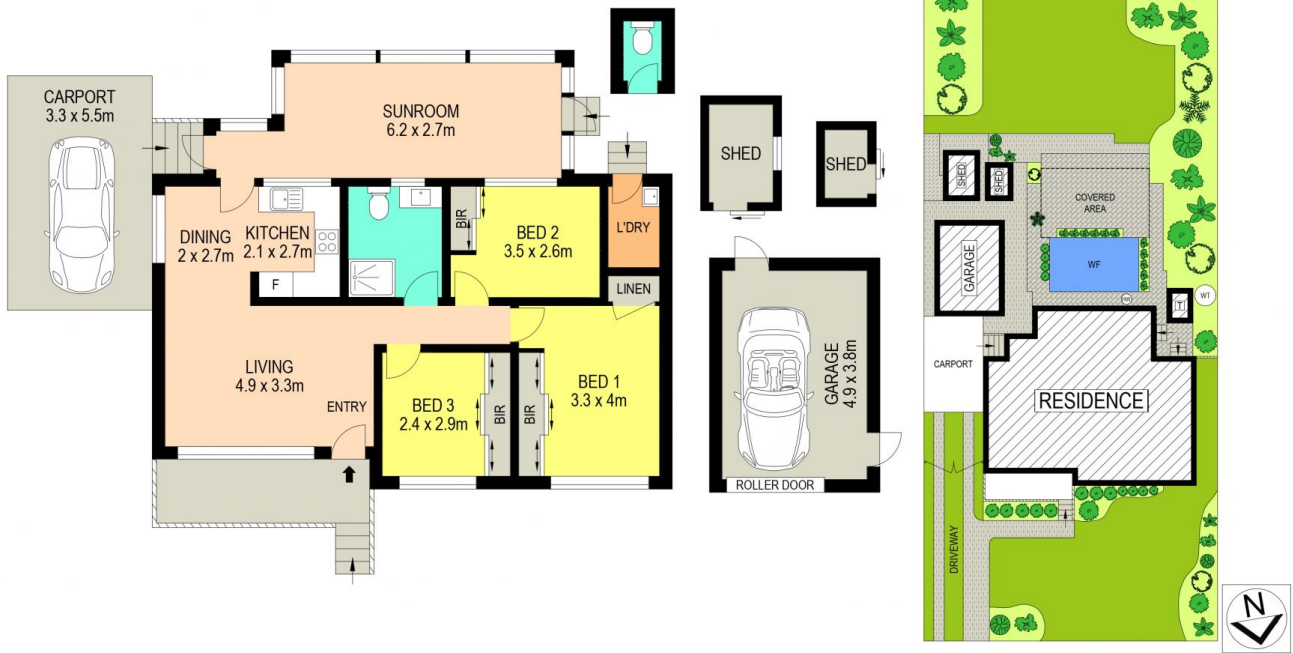 CARPORT
3.3 x 5.5m
SUNROOM
6.2 x 2.7m
DINING
2 x 2.7m
KITCHEN
2.1 x 2.7m
F
BIR
BED 2
3.5 x 2.6m
L'DRY
LINEN
LIVING
4.9 x 3.3m
ENTRY
BED 3
2.4 x 2.9m
BIR
BIR
BED 1
3.3 x 4m
SHED
SHED
GARAGE
4.9 x 3.8m
ROLLER DOOR
SHED
SHED
COVERED
AREA
GARAGE
WF
HW
T
WT
CARPORT
RESIDENCE
DRIVEWAY
N